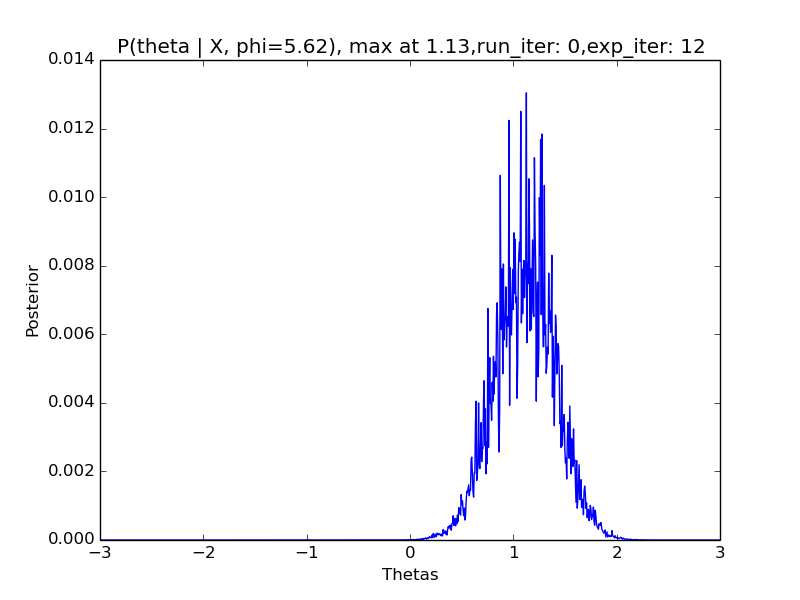 P(theta | X, phi=5.62), max at 1.13,run_iter: 0,exp_iter: 12
0.014
0.012
0.010
0.008
0.006
0.004
0.002
0.000
Posterior
−3 −2 −1 0 1 2 3
Thetas